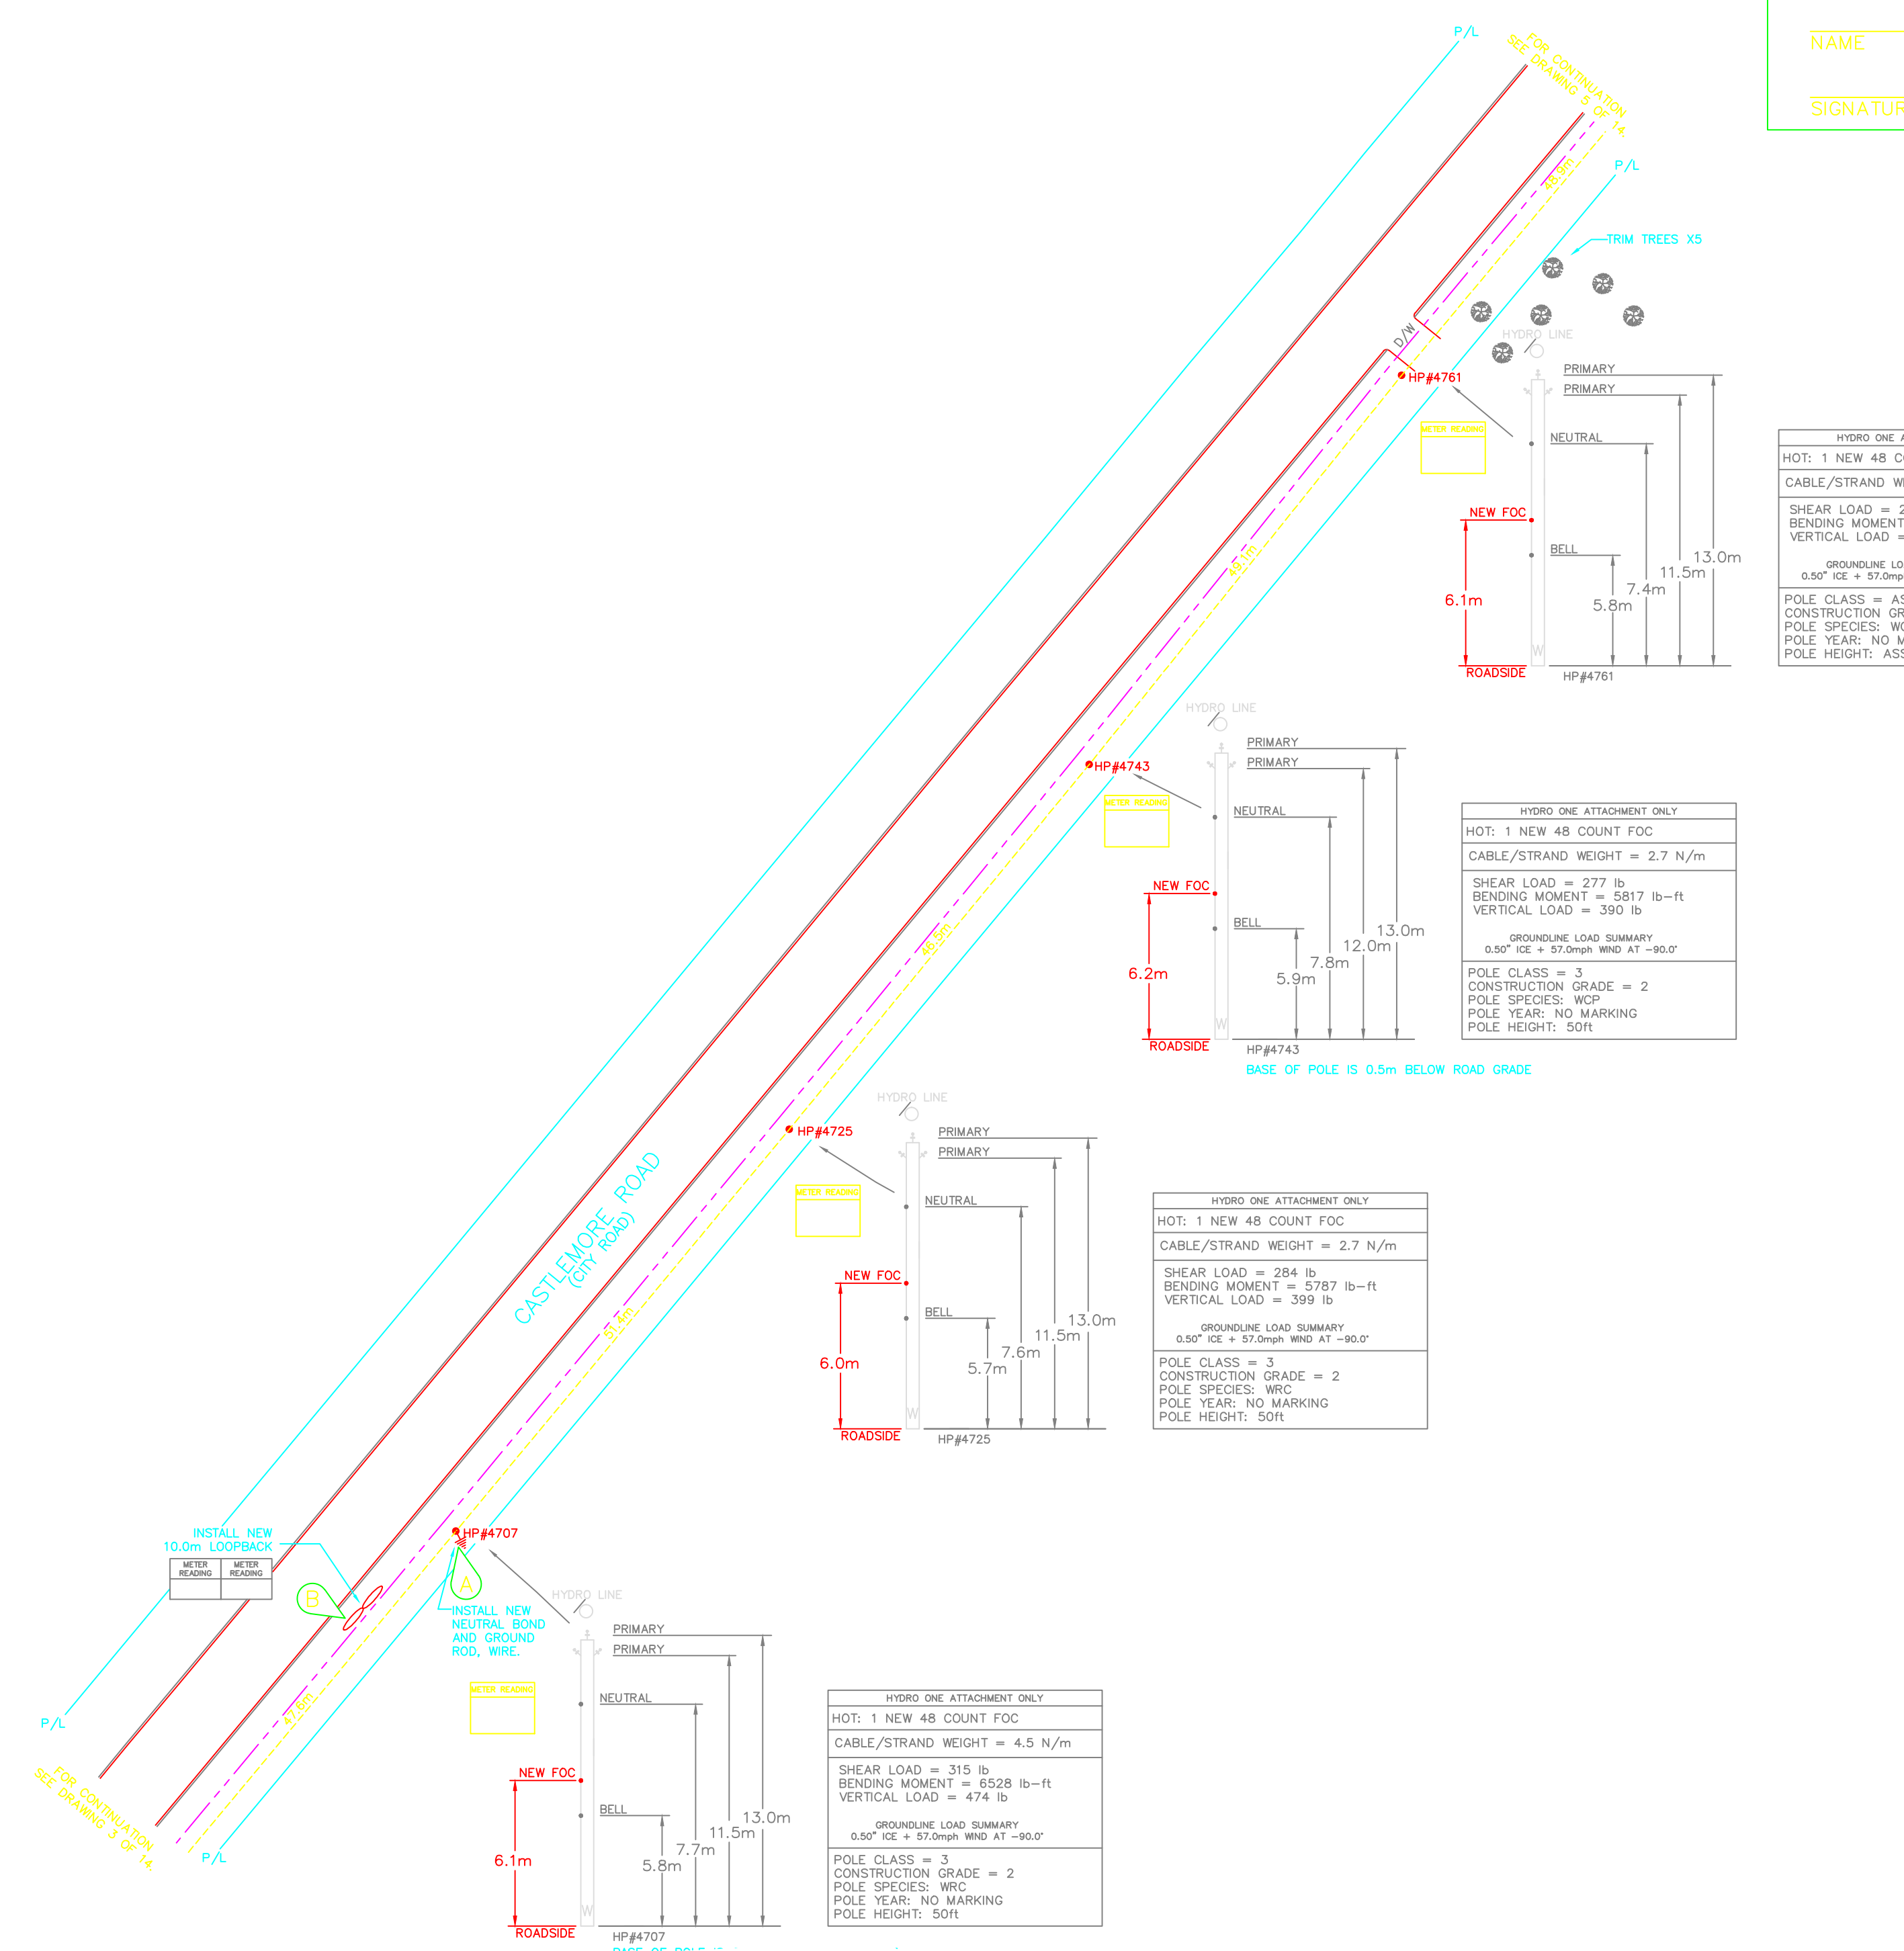 P/L
FOR CONTINUATION
SEE DRAWING 5 OF 14.
NAME
SIGNATUR
P/L
48.9m
TRIM TREES X5
D/W
HYDRO LINE
HP#4761
PRIMARY
PRIMARY
METER READING
NEUTRAL
NEW FOC
BELL
6.1m
5.8m
7.4m
11.5m
13.0m
W
ROADSIDE
HP#4761
HYDRO ONE A
HOT: 1 NEW 48 C
CABLE/STRAND W
SHEAR LOAD = 2
BENDING MOMENT
VERTICAL LOAD =
GROUNDLINE LO
0.50" ICE + 57.0mp
POLE CLASS = AS
CONSTRUCTION GR
POLE SPECIES: W
POLE YEAR: NO M
POLE HEIGHT: ASS
49.1m
HYDRO LINE
HP#4743
PRIMARY
PRIMARY
METER READING
NEUTRAL
NEW FOC
BELL
6.2m
5.9m
7.8m
12.0m
13.0m
W
ROADSIDE
HP#4743
BASE OF POLE IS 0.5m BELOW ROAD GRADE
HYDRO ONE ATTACHMENT ONLY
HOT: 1 NEW 48 COUNT FOC
CABLE/STRAND WEIGHT = 2.7 N/m
SHEAR LOAD = 277 lb
BENDING MOMENT = 5817 lb-ft
VERTICAL LOAD = 390 lb
GROUNDLINE LOAD SUMMARY
0.50" ICE + 57.0mph WIND AT -90.0°
POLE CLASS = 3
CONSTRUCTION GRADE = 2
POLE SPECIES: WCP
POLE YEAR: NO MARKING
POLE HEIGHT: 50ft
46.5m
HYDRO LINE
HP#4725
PRIMARY
PRIMARY
METER READING
NEUTRAL
NEW FOC
BELL
6.0m
5.7m
7.6m
11.5m
13.0m
W
ROADSIDE
HP#4725
HYDRO ONE ATTACHMENT ONLY
HOT: 1 NEW 48 COUNT FOC
CABLE/STRAND WEIGHT = 2.7 N/m
SHEAR LOAD = 284 lb
BENDING MOMENT = 5787 lb-ft
VERTICAL LOAD = 399 lb
GROUNDLINE LOAD SUMMARY
0.50" ICE + 57.0mph WIND AT -90.0°
POLE CLASS = 3
CONSTRUCTION GRADE = 2
POLE SPECIES: WRC
POLE YEAR: NO MARKING
POLE HEIGHT: 50ft
CASTLEMORE ROAD
(CITY ROAD)
51.4m
INSTALL NEW
10.0m LOOPBACK
METER READING
METER READING
B
HP#4707
A
INSTALL NEW
NEUTRAL BOND
AND GROUND
ROD, WIRE.
HYDRO LINE
PRIMARY
PRIMARY
METER READING
NEUTRAL
NEW FOC
BELL
6.1m
5.8m
7.7m
11.5m
13.0m
W
ROADSIDE
HP#4707
HYDRO ONE ATTACHMENT ONLY
HOT: 1 NEW 48 COUNT FOC
CABLE/STRAND WEIGHT = 4.5 N/m
SHEAR LOAD = 315 lb
BENDING MOMENT = 6528 lb-ft
VERTICAL LOAD = 474 lb
GROUNDLINE LOAD SUMMARY
0.50" ICE + 57.0mph WIND AT -90.0°
POLE CLASS = 3
CONSTRUCTION GRADE = 2
POLE SPECIES: WRC
POLE YEAR: NO MARKING
POLE HEIGHT: 50ft
47.6m
P/L
FOR CONTINUATION
SEE DRAWING 3 OF 14.
P/L
BASE OF POLE